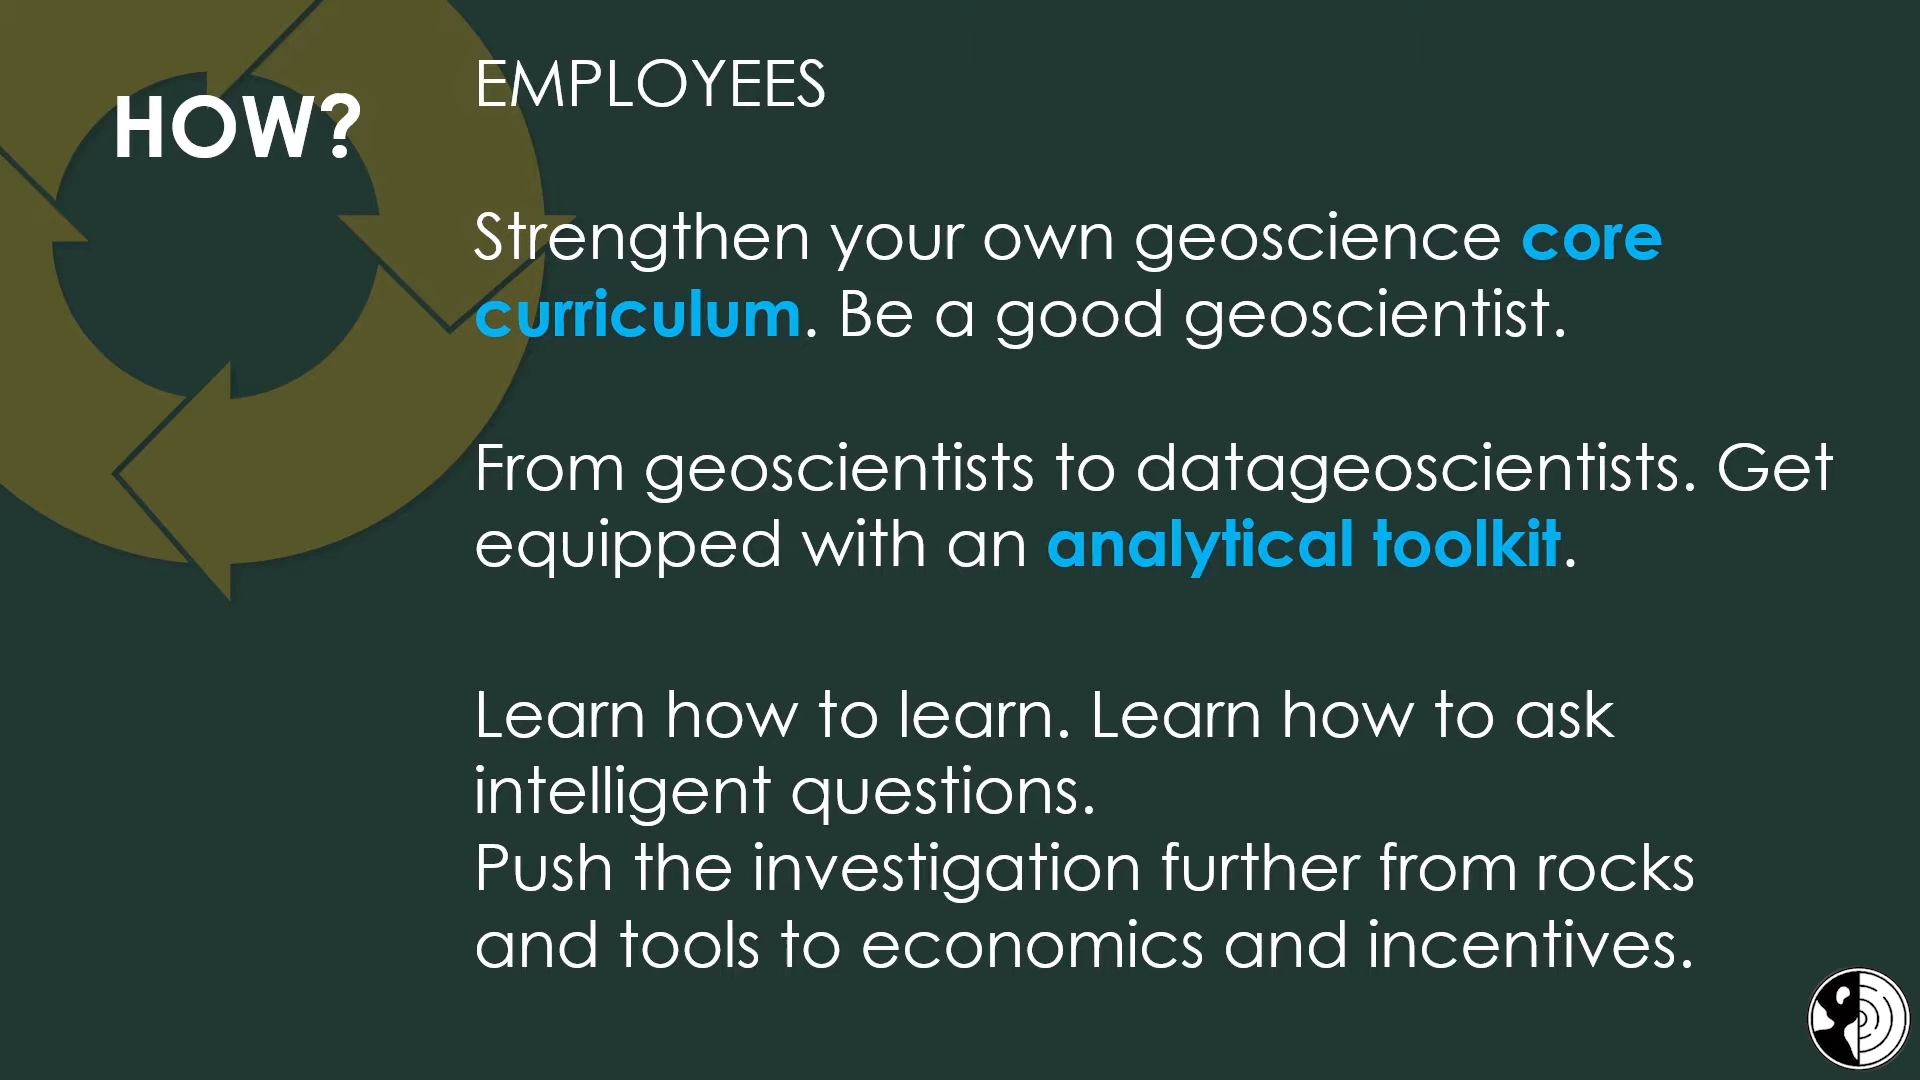 HOW?
EMPLOYEES
Strengthen your own geoscience core
curriculum. Be a good geoscientist.
From geoscientists to datageoscientists. Get
equipped with an analytical toolkit.
Learn how to learn. Learn how to ask
intelligent questions.
Push the investigation further from rocks
and tools to economics and incentives.